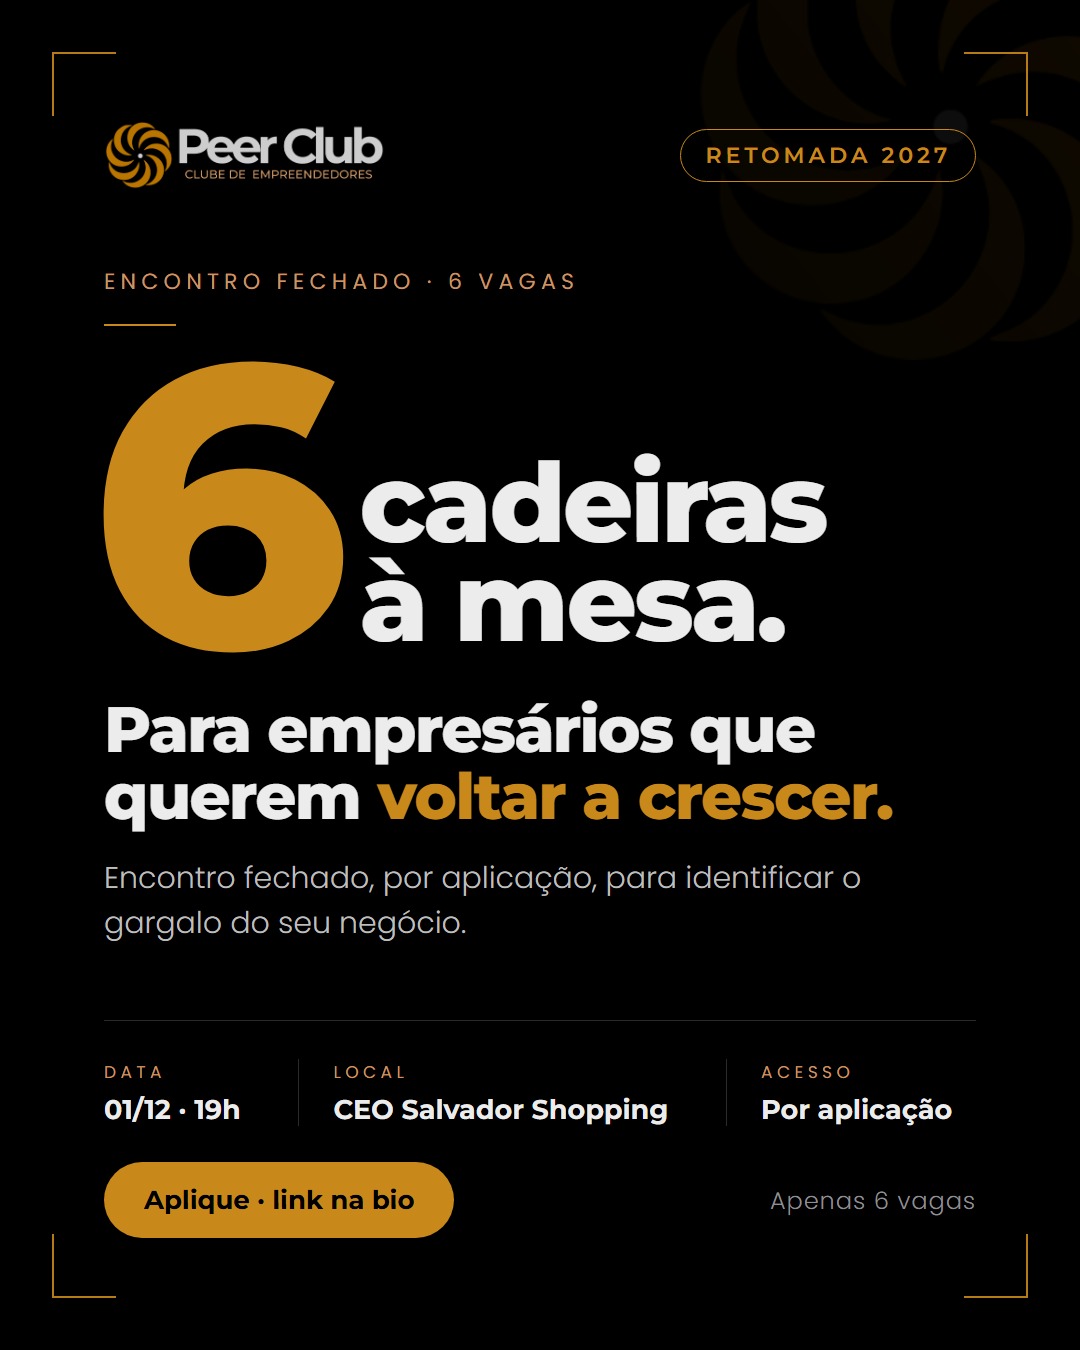 Peer Club
CLUBE DE EMPREENDEDORES
RETOMADA 2027
ENCONTRO FECHADO · 6 VAGAS
6 cadeiras
à mesa.
Para empresários que
querem voltar a crescer.
Encontro fechado, por aplicação, para identificar o
gargalo do seu negócio.
DATA
01/12 · 19h
LOCAL
CEO Salvador Shopping
ACESSO
Por aplicação
Aplique · link na bio
Apenas 6 vagas